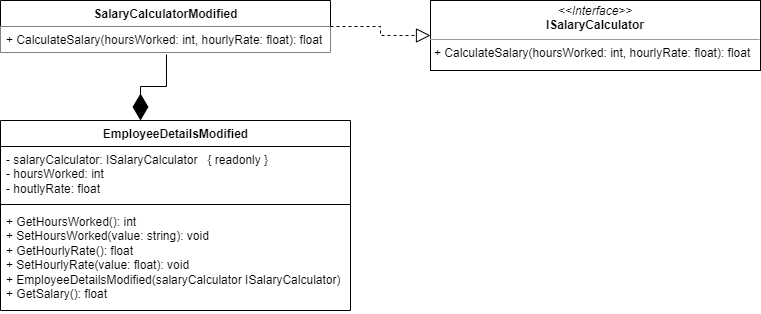 SalaryCalculatorModified
+ CalculateSalary(hoursWorked: int, hourlyRate: float): float
<<Interface>>
ISalaryCalculator
+ CalculateSalary(hoursWorked: int, hourlyRate: float): float
EmployeeDetailsModified
- salaryCalculator: ISalaryCalculator { readonly }
- hoursWorked: int
- houtlyRate: float
+ GetHoursWorked(): int
+ SetHoursWorked(value: string): void
+ GetHourlyRate(): float
+ SetHourlyRate(value: float): void
+ EmployeeDetailsModified(salaryCalculator ISalaryCalculator)
+ GetSalary(): float